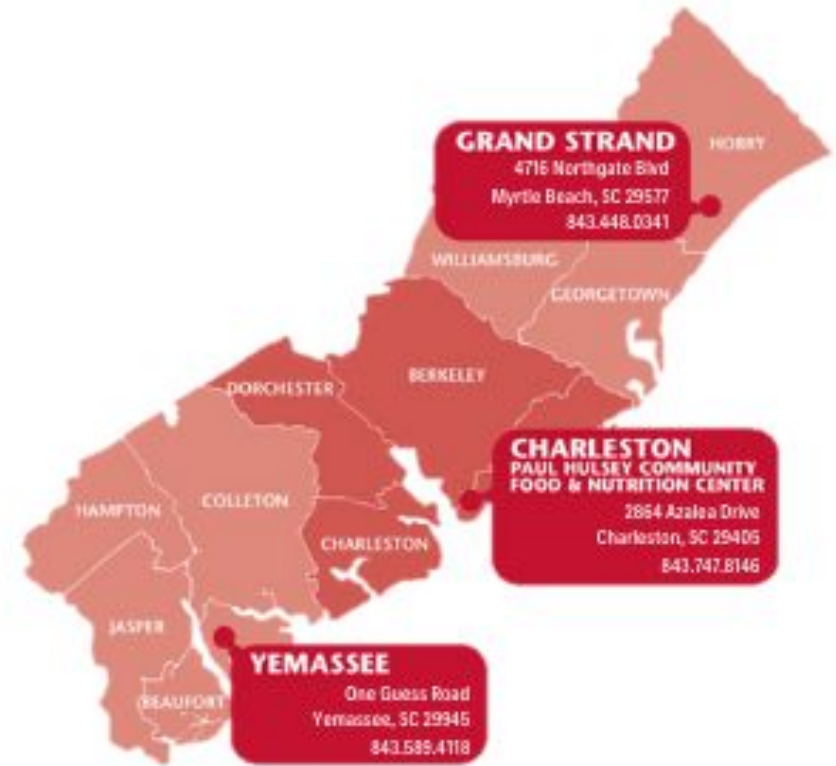 HORRY
GRAND STRAND
4716 Northgate Blvd
Myrtle Beach, SC 29577
843.448.0341
WILLIAMSBURG
GEORGETOWN
BERKELEY
DORCHESTER
CHARLESTON
PAUL HULSEY COMMUNITY
FOOD & NUTRITION CENTER
2864 Azalea Drive
Charleston, SC 29405
843.747.8146
COLLETON
HAMPTON
CHARLESTON
JASPER
BEAUFORT
YEMASSEE
One Guess Road
Yemassee, SC 29945
843.589.4118